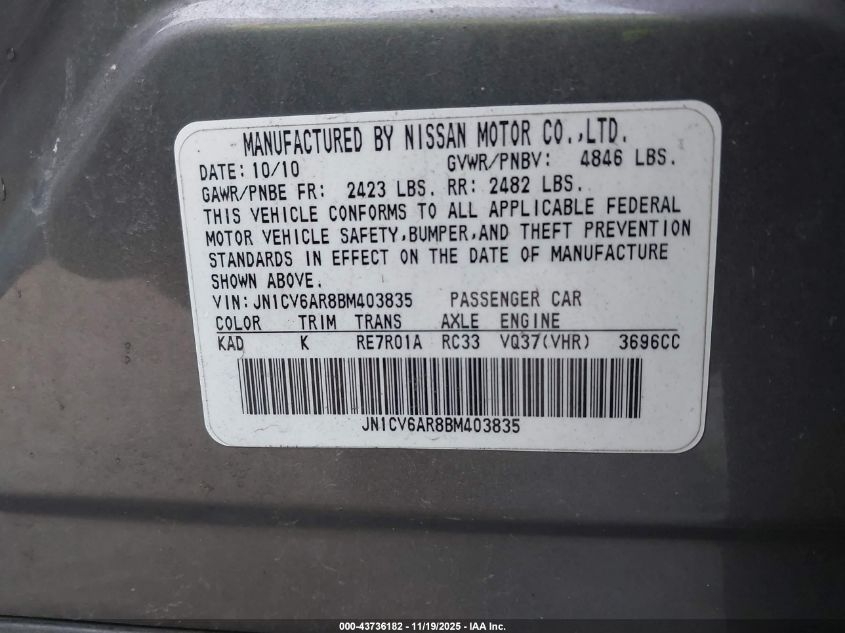 MANUFACTURED BY NISSAN MOTOR CO.,LTD.
DATE: 10/10 GVWR/PNBV: 4846 LBS.
GAWR/PNBE FR: 2423 LBS. RR: 2482 LBS.
THIS VEHICLE CONFORMS TO ALL APPLICABLE FEDERAL
MOTOR VEHICLE SAFETY,BUMPER,AND THEFT PREVENTION
STANDARDS IN EFFECT ON THE DATE OF MANUFACTURE
SHOWN ABOVE.
VIN: JN1CV6AR8BM403835 PASSENGER CAR
COLOR TRIM TRANS AXLE ENGINE
KAD K RE7R01A RC33 VQ37(VHR) 3696CC
JN1CV6AR8BM403835
000-43736182 - 11/19/2025 - IAA Inc.